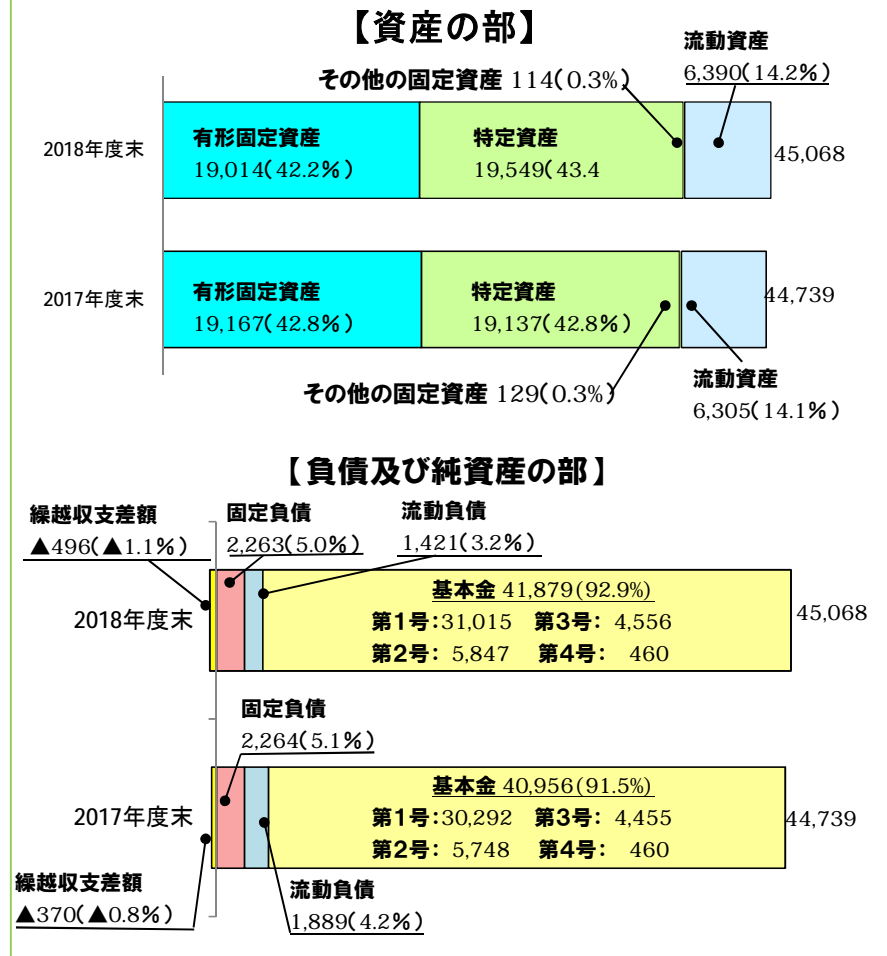 【資産の部】
流動資産
6,390(14.2%)
その他の固定資産 114(0.3%)
2018年度末
有形固定資産
19,014(42.2%)
特定資産
19,549(43.4
45,068
2017年度末
有形固定資産
19,167(42.8%)
特定資産
19,137(42.8%)
44,739
その他の固定資産 129(0.3%)
流動資産
6,305(14.1%)
【負債及び純資産の部】
繰越収支差額
▲496(▲1.1%)
固定負債
2,263(5.0%)
流動負債
1,421(3.2%)
2018年度末
基本金 41,879(92.9%)
第1号:31,015 第3号: 4,556
第2号: 5,847 第4号: 460
45,068
固定負債
2,264(5.1%)
2017年度末
基本金 40,956(91.5%)
第1号:30,292 第3号: 4,455
第2号: 5,748 第4号: 460
44,739
繰越収支差額
▲370(▲0.8%)
流動負債
1,889(4.2%)